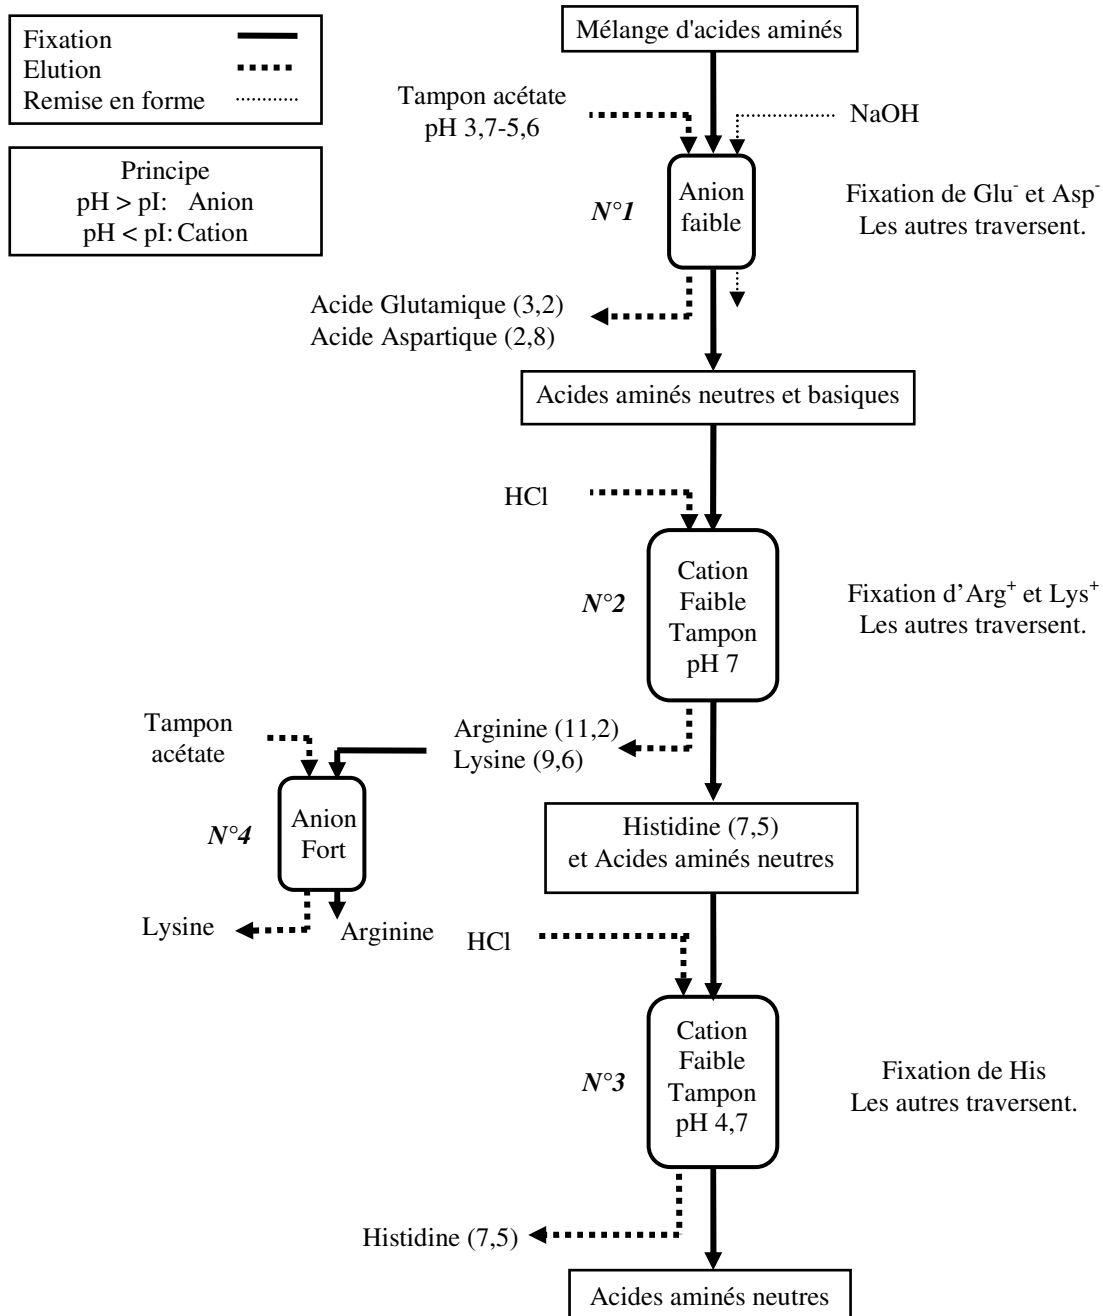 Fixation
Elution
Remise en forme
Principe
pH > pI: Anion
pH < pI: Cation
Mélange d'acides aminés
Tampon acétate
pH 3,7-5,6
NaOH
N°1
Anion
faible
Fixation de Glu⁻ et Asp⁻
Les autres traversent.
Acide Glutamique (3,2)
Acide Aspartique (2,8)
Acides aminés neutres et basiques
HCl
N°2
Cation
Faible
Tampon
pH 7
Fixation d’Arg⁺ et Lys⁺
Les autres traversent.
Arginine (11,2)
Lysine (9,6)
Tampon
acétate
N°4
Anion
Fort
Lysine
Arginine
Histidine (7,5)
et Acides aminés neutres
HCl
N°3
Cation
Faible
Tampon
pH 4,7
Fixation de His
Les autres traversent.
Histidine (7,5)
Acides aminés neutres